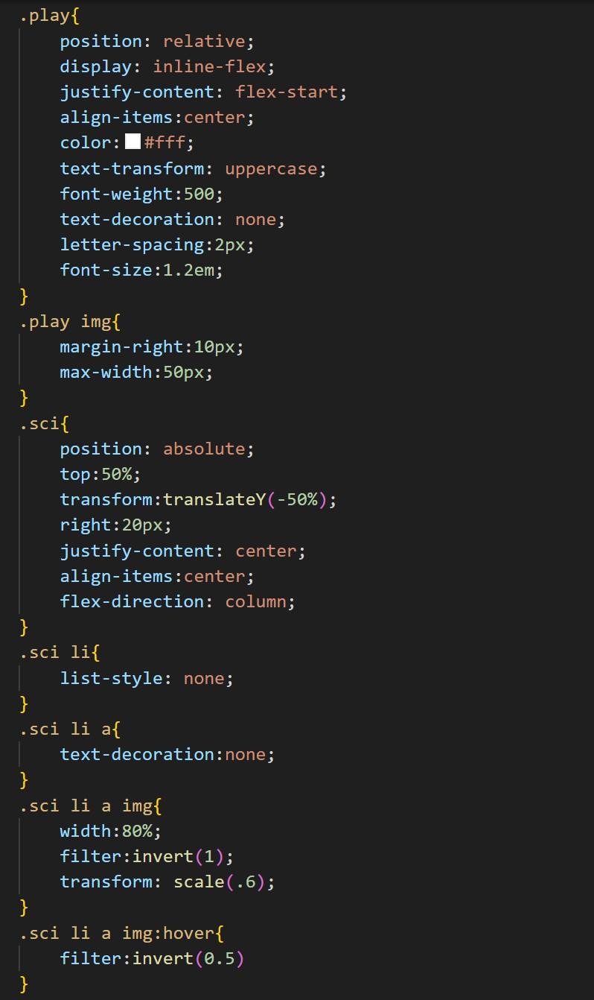 .play{
    position: relative;
    display: inline-flex;
    justify-content: flex-start;
    align-items:center;
    color:#fff;
    text-transform: uppercase;
    font-weight:500;
    text-decoration: none;
    letter-spacing:2px;
    font-size:1.2em;
}
.play img{
    margin-right:10px;
    max-width:50px;
}
.sci{
    position: absolute;
    top:50%;
    transform:translateY(-50%);
    right:20px;
    justify-content: center;
    align-items:center;
    flex-direction: column;
}
.sci li{
    list-style: none;
}
.sci li a{
    text-decoration:none;
}
.sci li a img{
    width:80%;
    filter:invert(1);
    transform: scale(.6);
}
.sci li a img:hover{
    filter:invert(0.5)
}